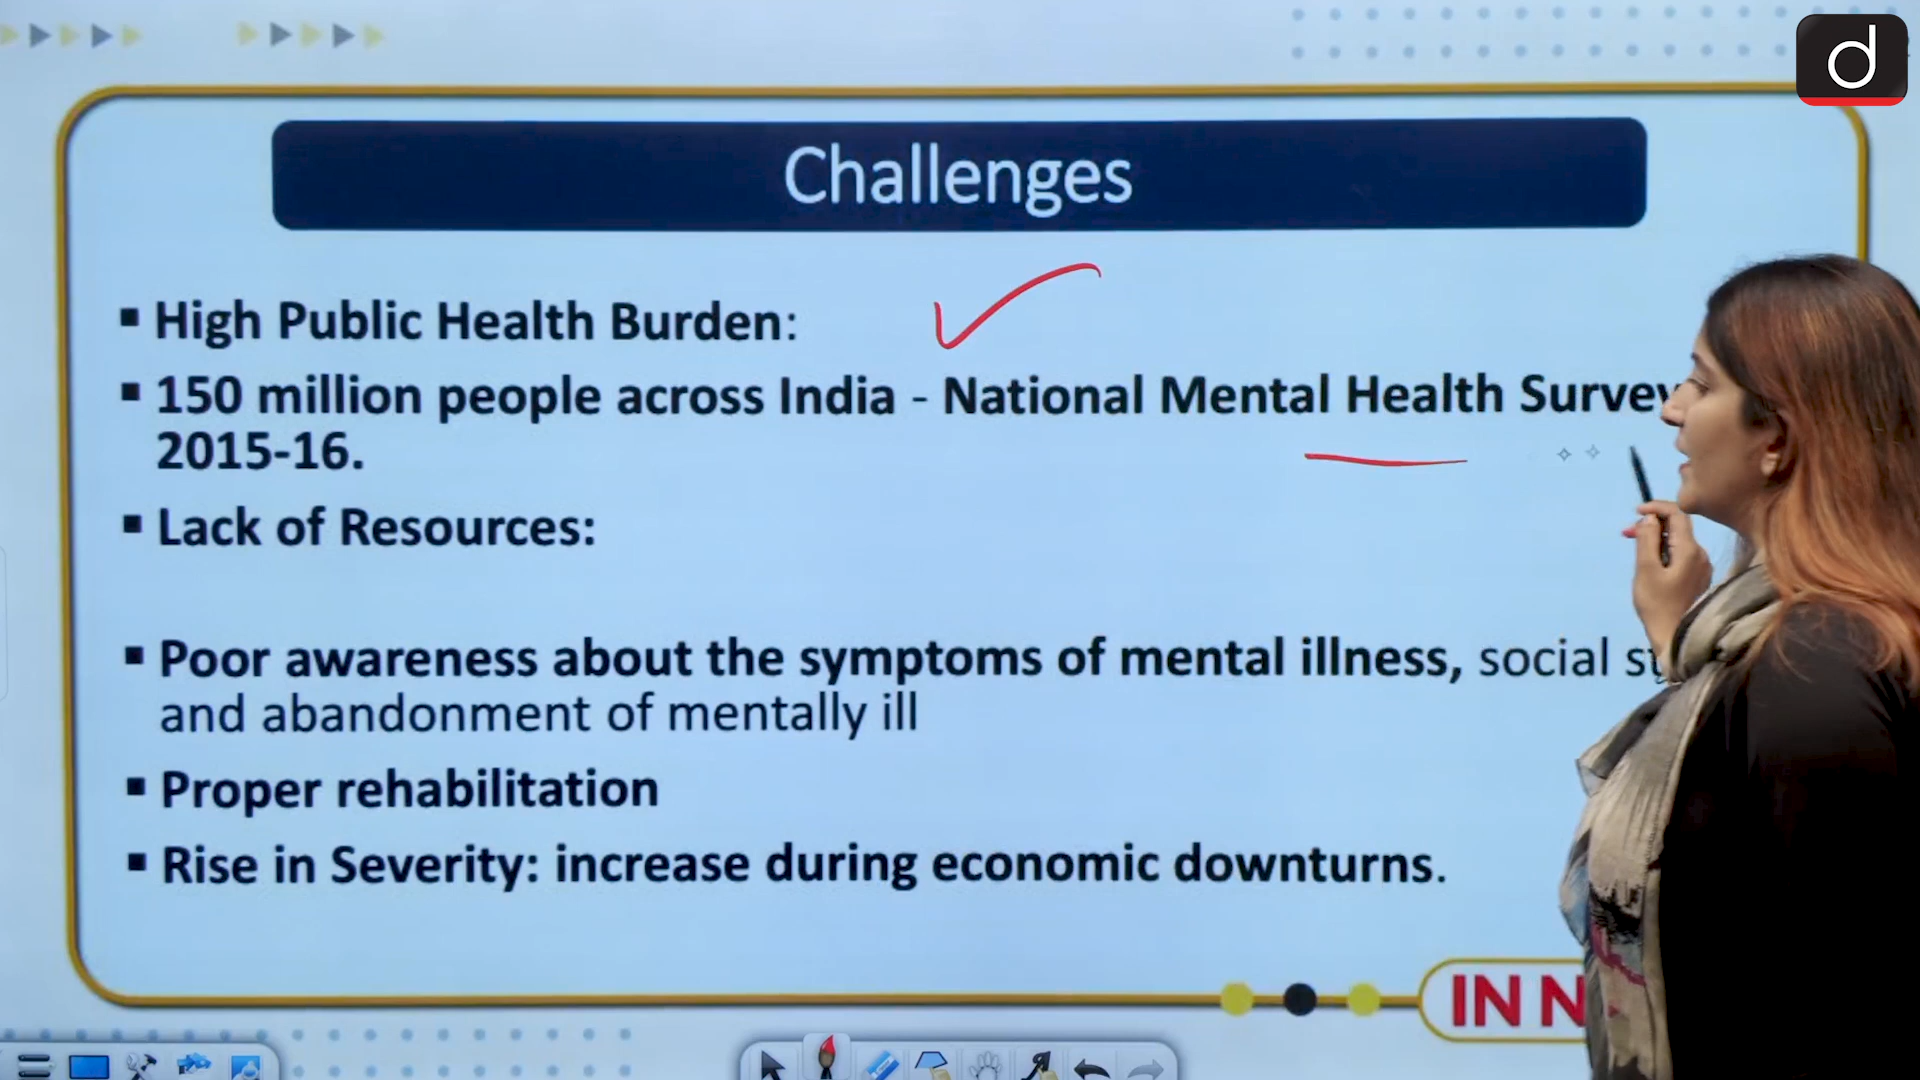 d
Challenges
▪ High Public Health Burden:
▪ 150 million people across India - National Mental Health Survey
2015-16.
▪ Lack of Resources:
▪ Poor awareness about the symptoms of mental illness, social
and abandonment of mentally ill
▪ Proper rehabilitation
▪ Rise in Severity: increase during economic downturns.
IN N